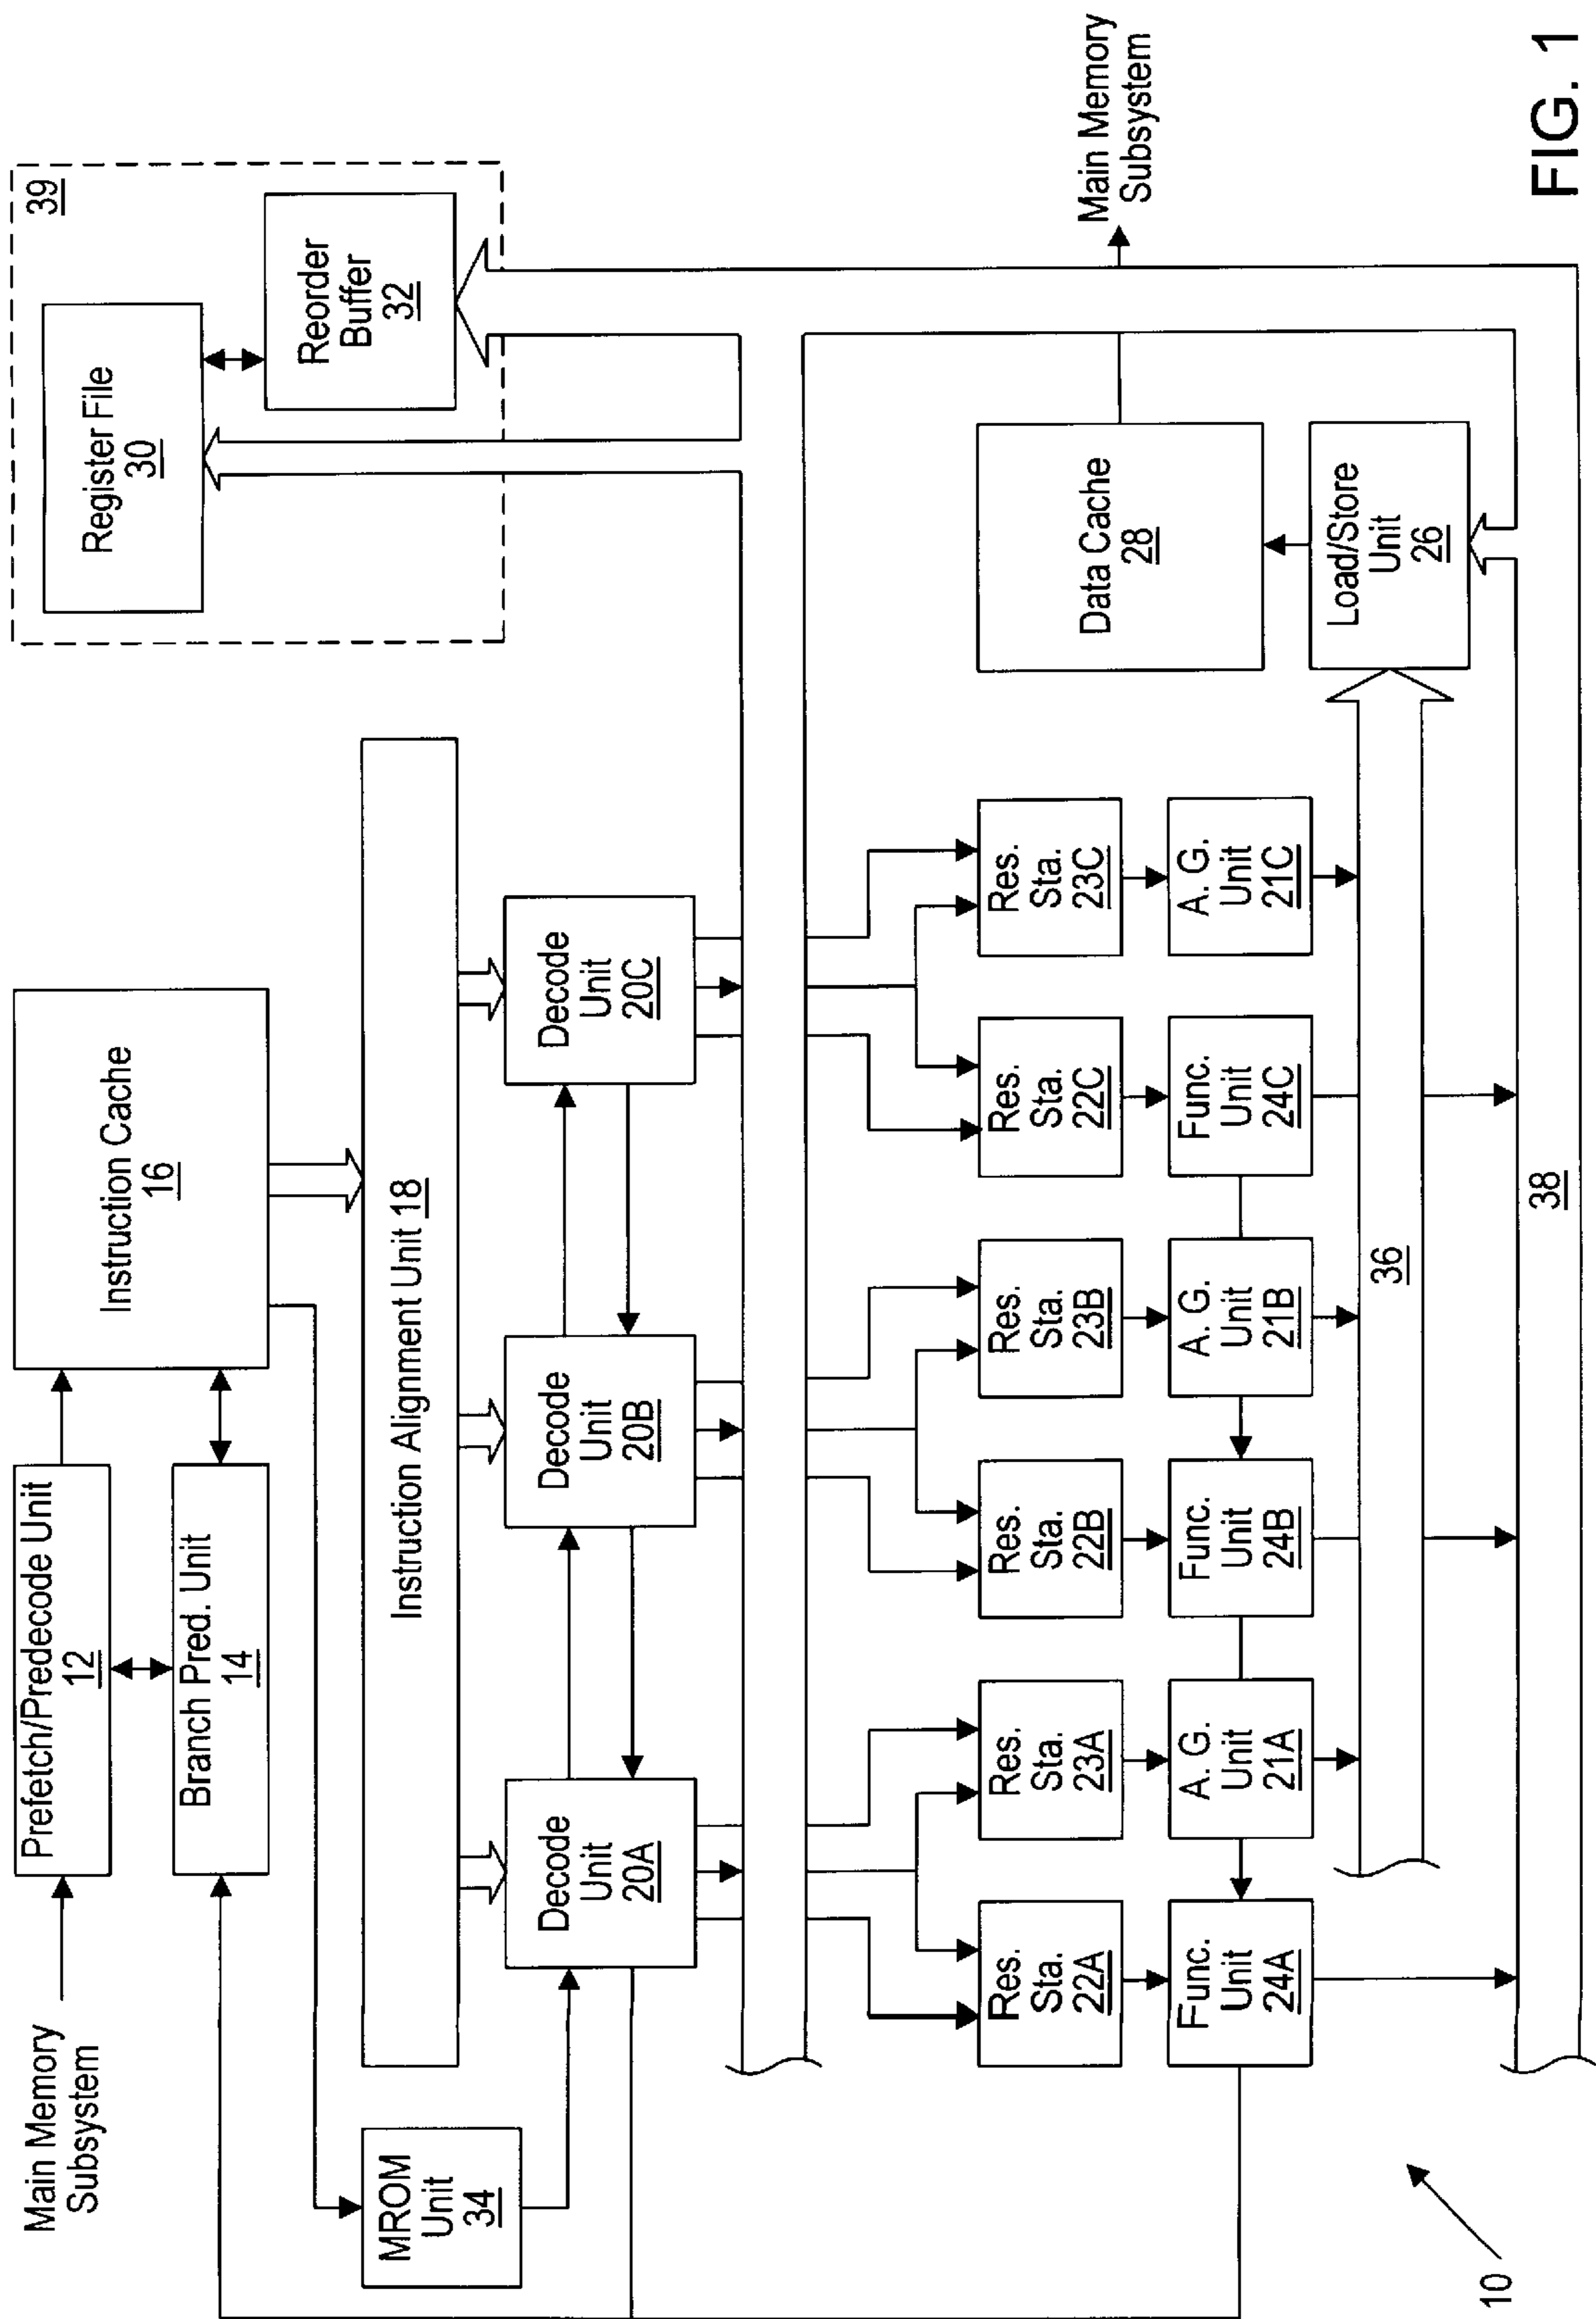 Main Memory
Subsystem
Prefetch/Predecode Unit
12
Branch Pred. Unit
14
Instruction Cache
16
39
Register File
30
Reorder
Buffer
32
MROM
Unit
34
Instruction Alignment Unit 18
Decode
Unit
20A
Decode
Unit
20B
Decode
Unit
20C
Res.
Sta.
22A
Res.
Sta.
23A
Res.
Sta.
22B
Res.
Sta.
23B
Res.
Sta.
22C
Res.
Sta.
23C
Data Cache
28
Main Memory
Subsystem
Func.
Unit
24A
A. G.
Unit
21A
Func.
Unit
24B
A. G.
Unit
21B
Func.
Unit
24C
A. G.
Unit
21C
Load/Store
Unit
26
36
38
10
FIG. 1